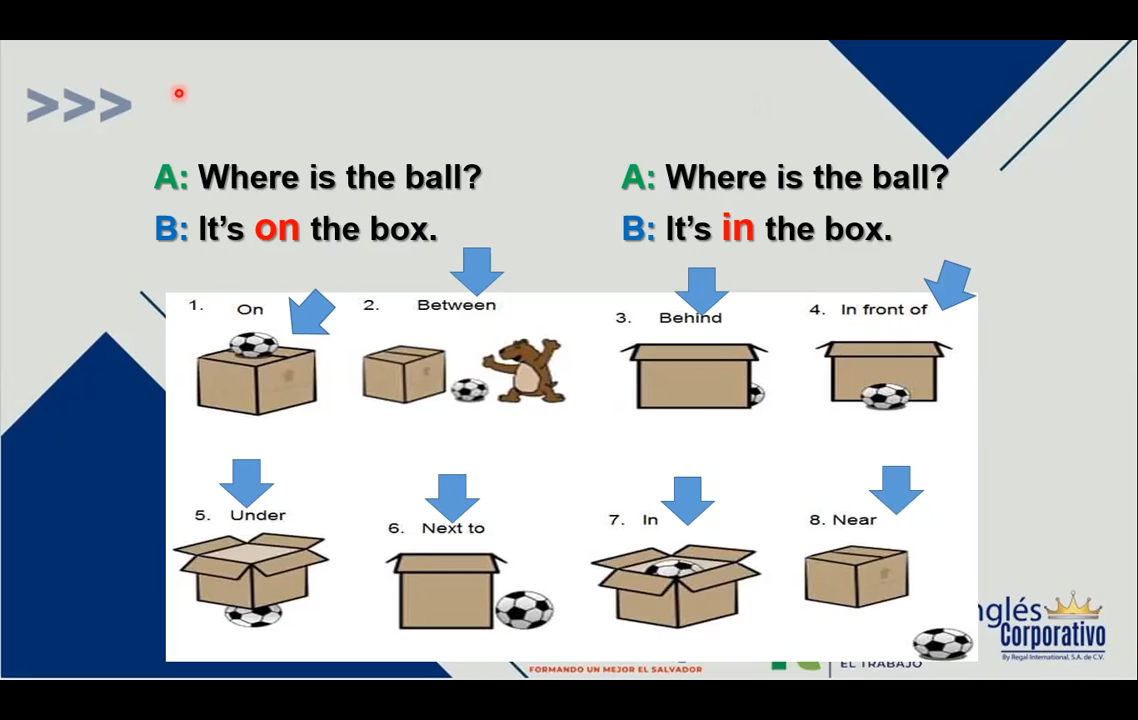 >>>
A: Where is the ball?
B: It's on the box.
A: Where is the ball?
B: It's in the box.
1. On
2. Between
3. Behind
4. In front of
5. Under
6. Next to
7. In
8. Near
Corporativo
By Regal International, S.A. de C.V.
FORMANDO UN MEJOR EL SALVADOR
EL TRABAJO